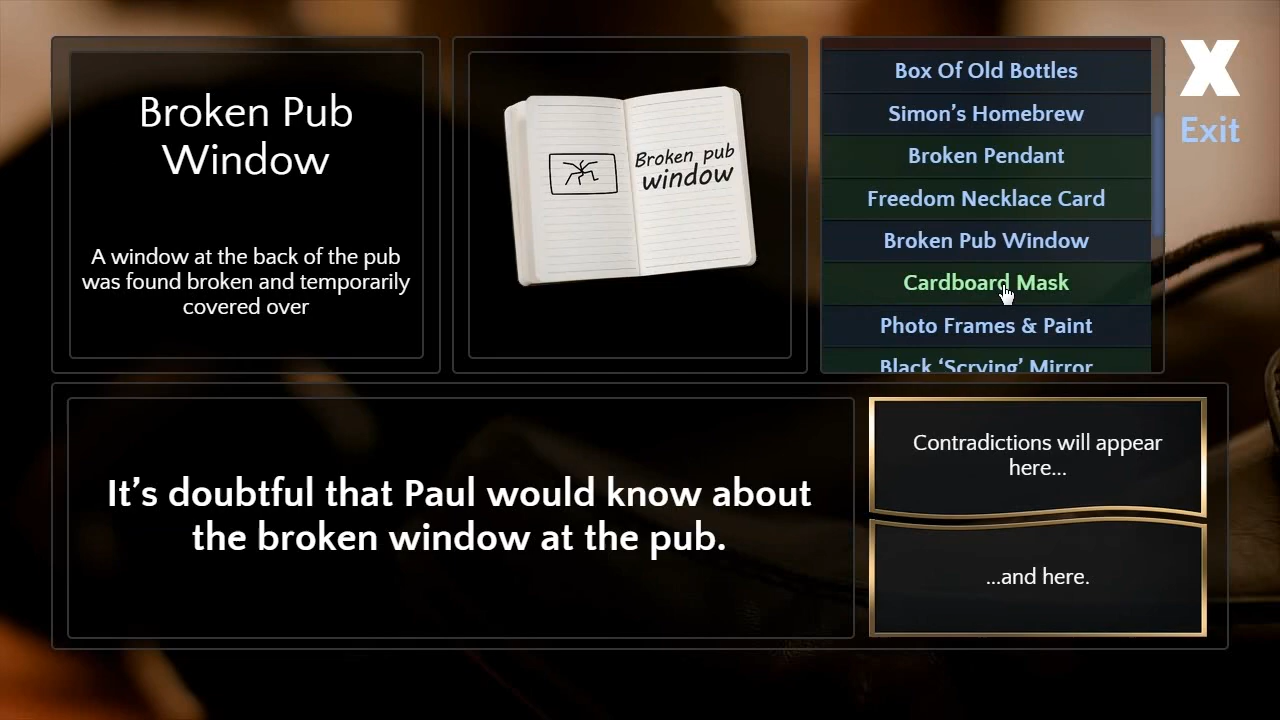 Broken Pub
Window
A window at the back of the pub
was found broken and temporarily
covered over
Broken pub
window
Box Of Old Bottles
Simon’s Homebrew
Broken Pendant
Freedom Necklace Card
Broken Pub Window
Cardboard Mask
Photo Frames & Paint
Black ‘Scrying’ Mirror
X
Exit
It’s doubtful that Paul would know about
the broken window at the pub.
Contradictions will appear
here...
...and here.